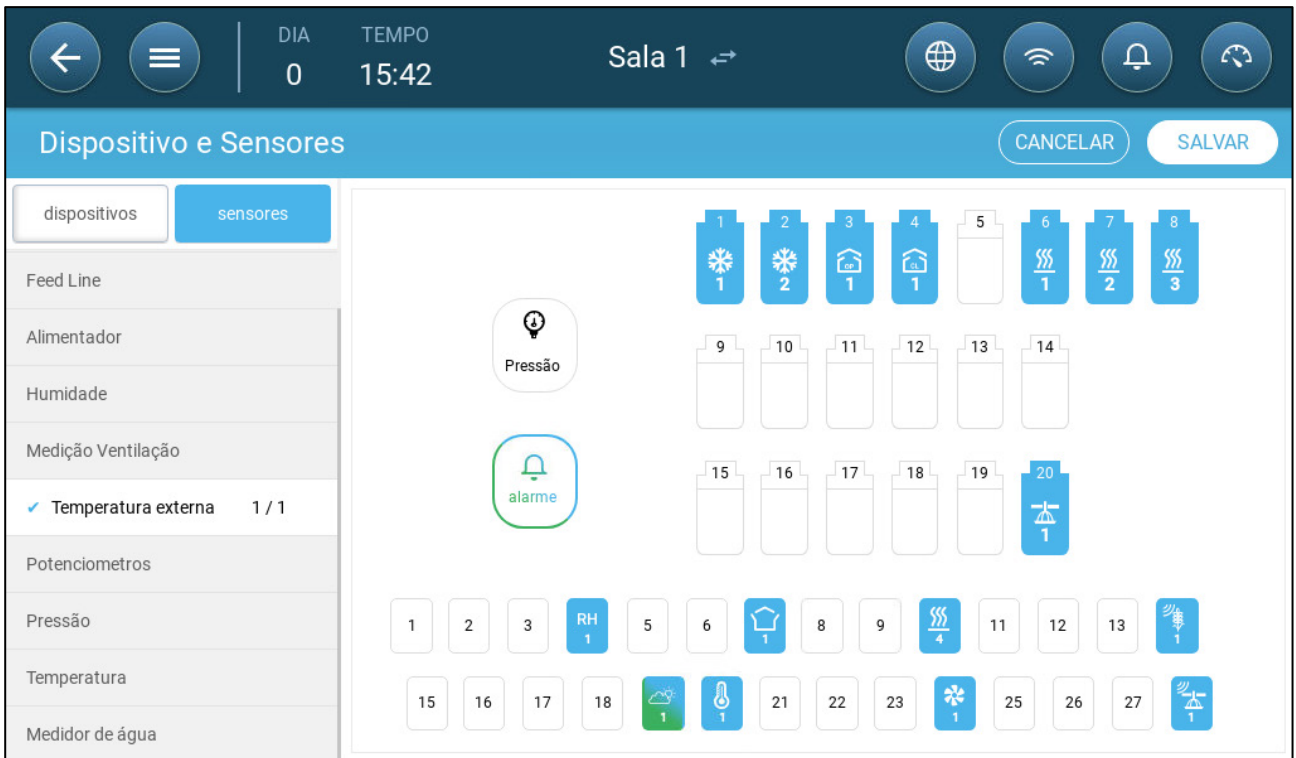 DIA
TEMPO
0
15:42
Sala 1
Dispositivo e Sensores
CANCELAR
SALVAR
dispositivos
sensores
Feed Line
Alimentador
Humidade
Medição Ventilação
Temperatura externa 1 / 1
Potenciometros
Pressão
Temperatura
Medidor de água
Pressão
alarme
1 2 3 4 5 6 7 8
OP CL
1 2 1 1 1 2 3
9 10 11 12 13 14
15 16 17 18 19 20
1
1 2 3 RH 5 6 8 9 11 12 13
1 1 4 1
15 16 17 18 21 22 23 25 26 27
1 1 1 1